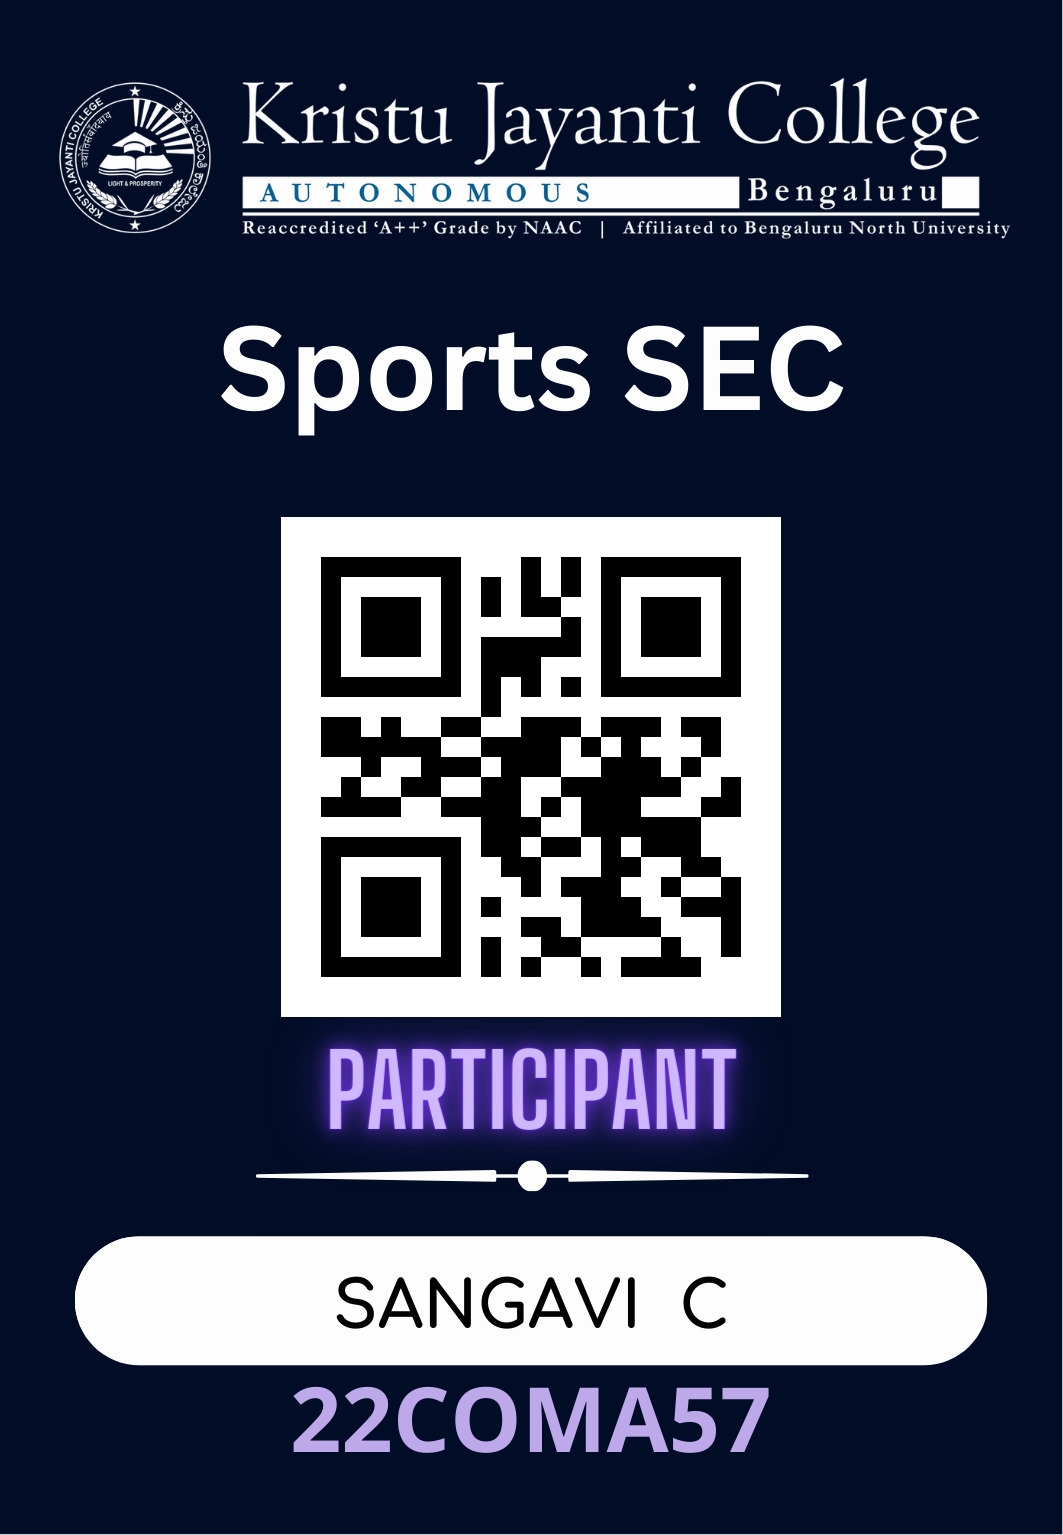 KRISTU JAYANTI COLLEGE
LIGHT & PROSPERITY
Kristu Jayanti College
AUTONOMOUS Bengaluru
Reaccredited ‘A++’ Grade by NAAC | Affiliated to Bengaluru North University
Sports SEC
PARTICIPANT
SANGAVI C
22COMA57